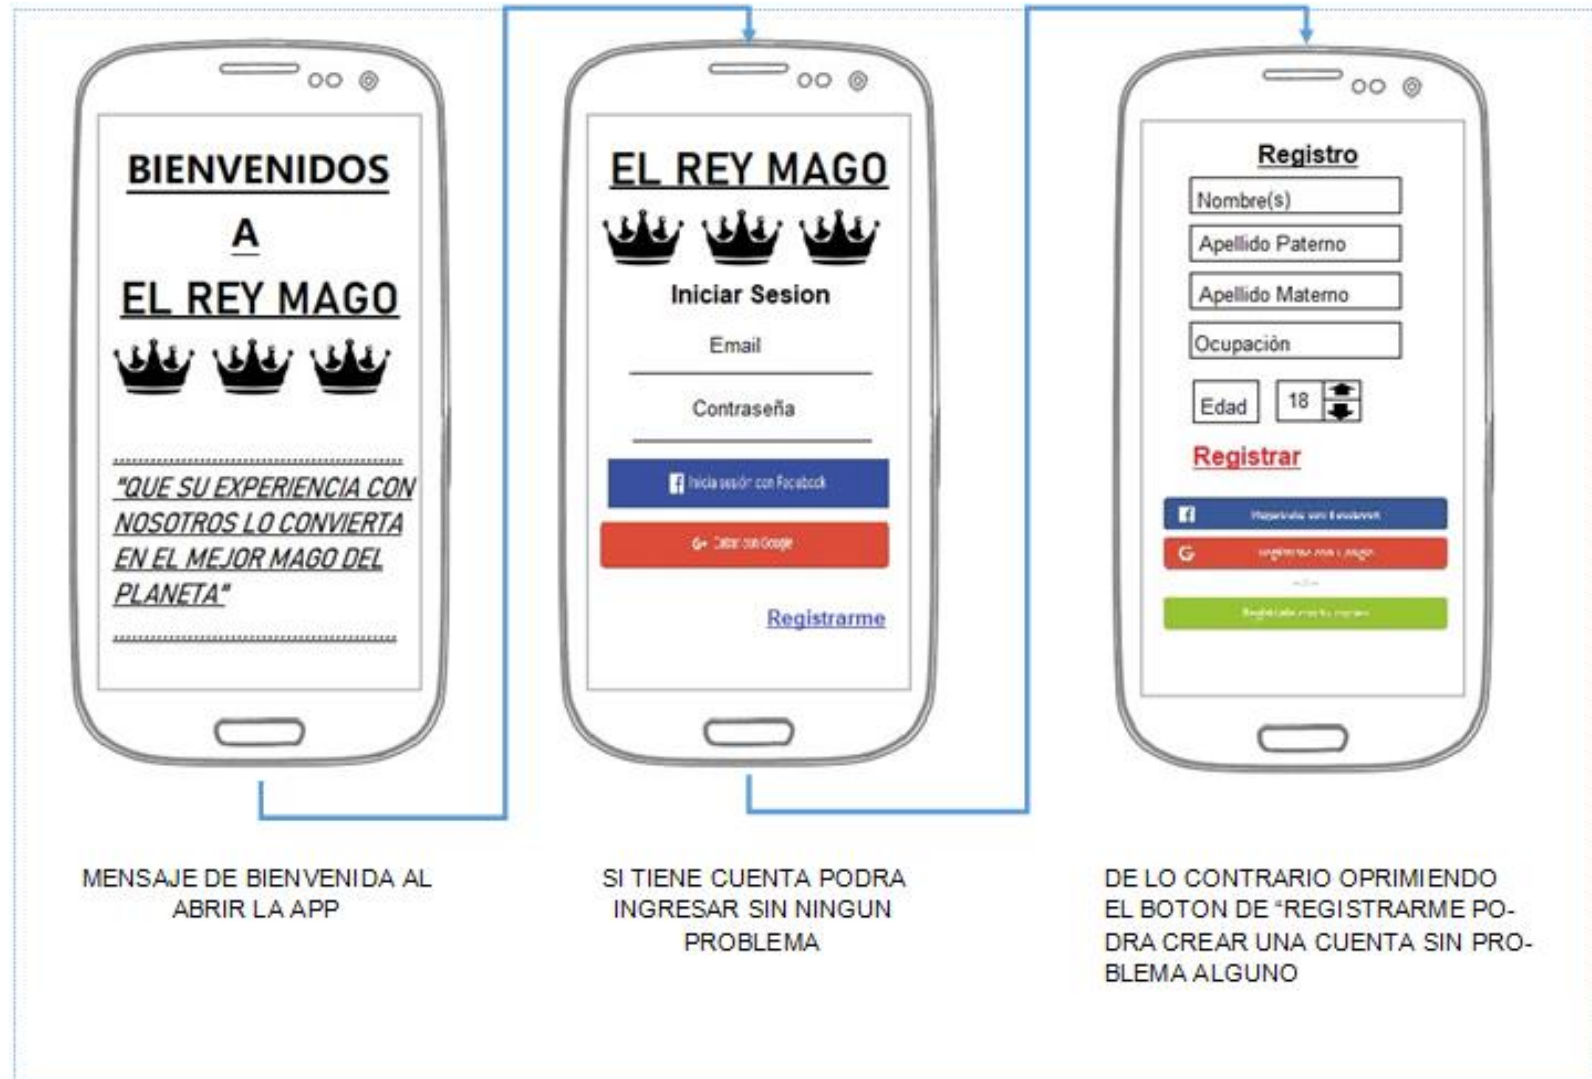 BIENVENIDOS
A
EL REY MAGO
"QUE SU EXPERIENCIA CON
NOSOTROS LO CONVIERTA
EN EL MEJOR MAGO DEL
PLANETA"
MENSAJE DE BIENVENIDA AL
ABRIR LA APP
EL REY MAGO
Iniciar Sesion
Email
Contraseña
Inicia sesión con Facebook
G+ Entrar con Google
Registrarme
SI TIENE CUENTA PODRA
INGRESAR SIN NINGUN
PROBLEMA
Registro
Nombre(s)
Apellido Paterno
Apellido Materno
Ocupación
Edad 18
Registrar
DE LO CONTRARIO OPRIMIENDO
EL BOTON DE “REGISTRARME PO-
DRA CREAR UNA CUENTA SIN PRO-
BLEMA ALGUNO